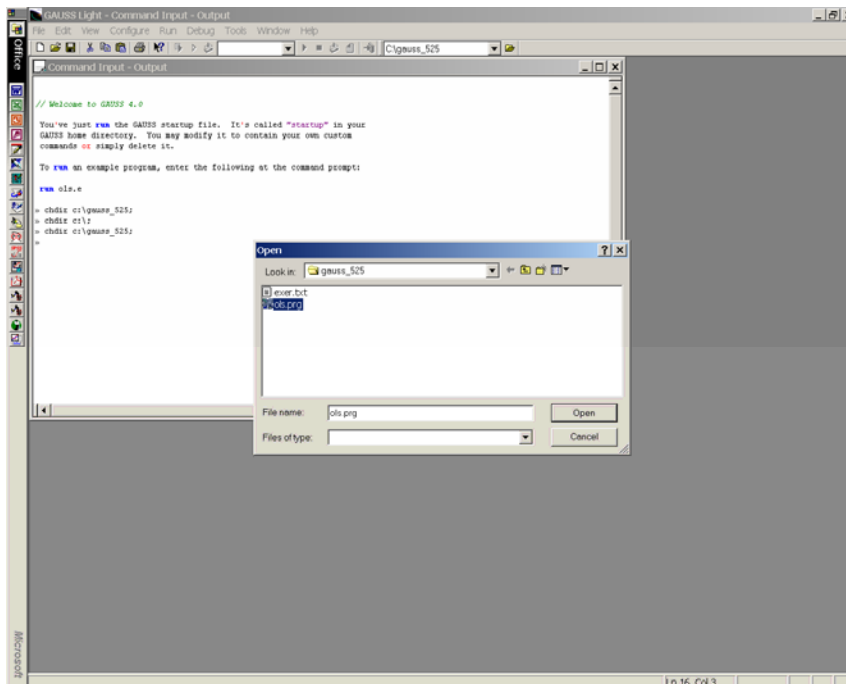 GAUSS Light - Command Input - Output
File Edit View Configure Run Debug Tools Window Help
C:\gauss_525
Office
Command Input - Output
// Welcome to GAUSS 4.0
You've just run the GAUSS startup file. It's called "startup" in your
GAUSS home directory. You may modify it to contain your own custom
commands or simply delete it.
To run an example program, enter the following at the command prompt:
run ols.e
» chdir c:\gauss_525;
» chdir c:\;
» chdir c:\gauss_525;
»
Open
Look in: gauss_525
exer.txt
ols.prg
File name: ols.prg Open
Files of type: Cancel
Microsoft
Ln 16 Col 3